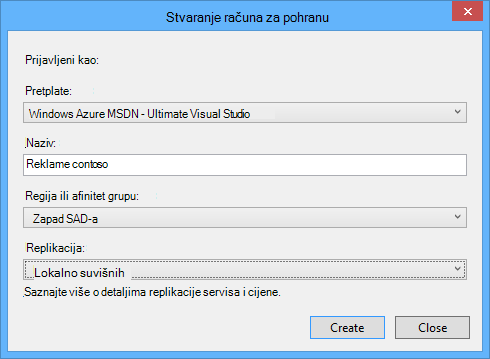 Stvaranje računa za pohranu
Prijavljeni kao:
Pretplate:
Windows Azure MSDN - Ultimate Visual Studio
Naziv:
Reklame contoso
Regija ili afinitet grupu:
Zapad SAD-a
Replikacija:
Lokalno suvišnih
Saznajte više o detaljima replikacije servisa i cijene.
Create Close